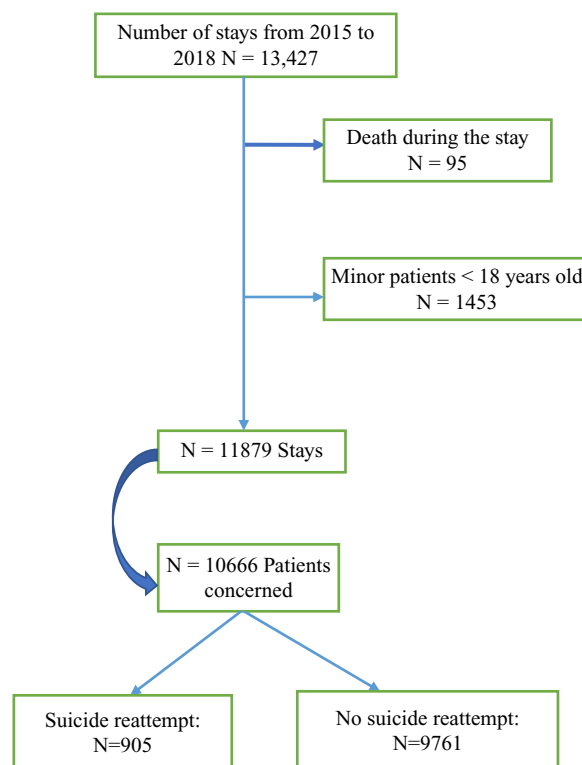 Number of stays from 2015 to
2018 N = 13,427
Death during the stay
N = 95
Minor patients < 18 years old
N = 1453
N = 11879 Stays
N = 10666 Patients
concerned
Suicide reattempt:
N=905
No suicide reattempt:
N=9761